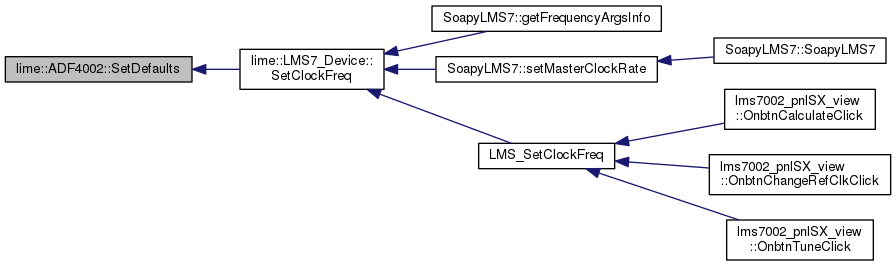 lime::ADF4002::SetDefaults
lime::LMS7_Device::
SetClockFreq
SoapyLMS7::getFrequencyArgsInfo
SoapyLMS7::setMasterClockRate
SoapyLMS7::SoapyLMS7
LMS_SetClockFreq
lms7002_pnlSX_view
::OnbtnCalculateClick
lms7002_pnlSX_view
::OnbtnChangeRefClkClick
lms7002_pnlSX_view
::OnbtnTuneClick